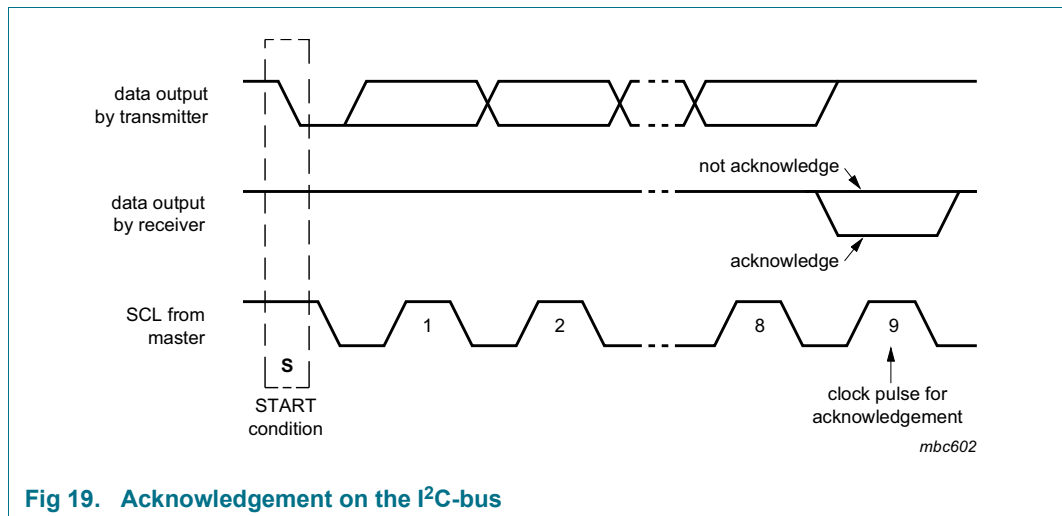 data output
by transmitter
not acknowledge
data output
by receiver
acknowledge
SCL from
master
1
2
8
9
S
START
condition
clock pulse for
acknowledgement
mbc602
Fig 19. Acknowledgement on the I²C-bus